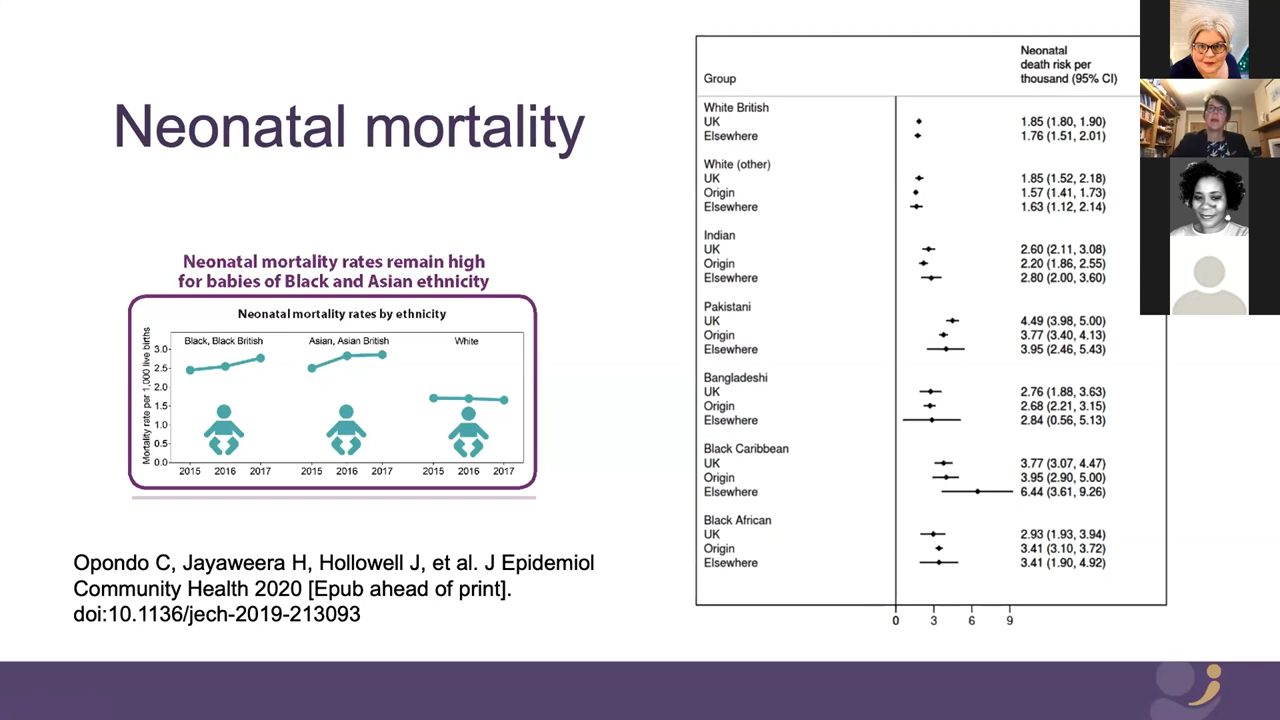 Neonatal mortality
Neonatal mortality rates remain high
for babies of Black and Asian ethnicity
Neonatal mortality rates by ethnicity
Mortality rate per 1,000 live births
Black, Black British
Asian, Asian British
White
3.0
2.5
2.0
1.5
1.0
0.5
0.0
2015 2016 2017
2015 2016 2017
2015 2016 2017
Opondo C, Jayaweera H, Hollowell J, et al. J Epidemiol
Community Health 2020 [Epub ahead of print].
doi:10.1136/jech-2019-213093
Neonatal
death risk per
Group thousand (95% CI)
White British
UK 1.85 (1.80, 1.90)
Elsewhere 1.76 (1.51, 2.01)
White (other)
UK 1.85 (1.52, 2.18)
Origin 1.57 (1.41, 1.73)
Elsewhere 1.63 (1.12, 2.14)
Indian
UK 2.60 (2.11, 3.08)
Origin 2.20 (1.86, 2.55)
Elsewhere 2.80 (2.00, 3.60)
Pakistani
UK 4.49 (3.98, 5.00)
Origin 3.77 (3.40, 4.13)
Elsewhere 3.95 (2.46, 5.43)
Bangladeshi
UK 2.76 (1.88, 3.63)
Origin 2.68 (2.21, 3.15)
Elsewhere 2.84 (0.56, 5.13)
Black Caribbean
UK 3.77 (3.07, 4.47)
Origin 3.95 (2.90, 5.00)
Elsewhere 6.44 (3.61, 9.26)
Black African
UK 2.93 (1.93, 3.94)
Origin 3.41 (3.10, 3.72)
Elsewhere 3.41 (1.90, 4.92)
0 3 6 9